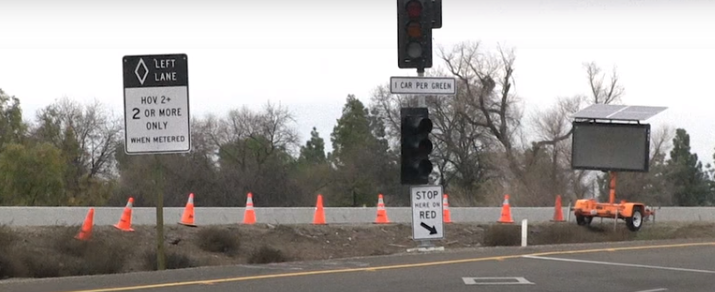 LEFT
LANE
HOV 2+
2 OR MORE
ONLY
WHEN METERED
1 CAR PER GREEN
STOP
HERE ON
RED